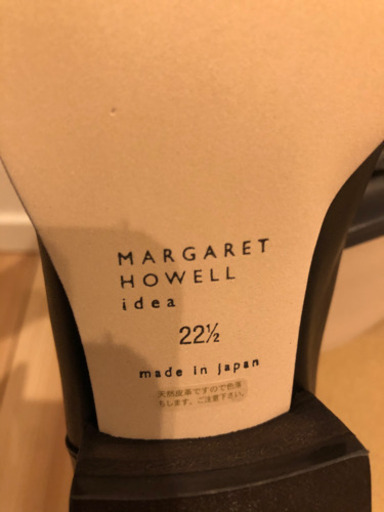 MARGARET
HOWELL
idea
22½
made in japan
天然皮革ですので色落
ちします。ご注意下さい。